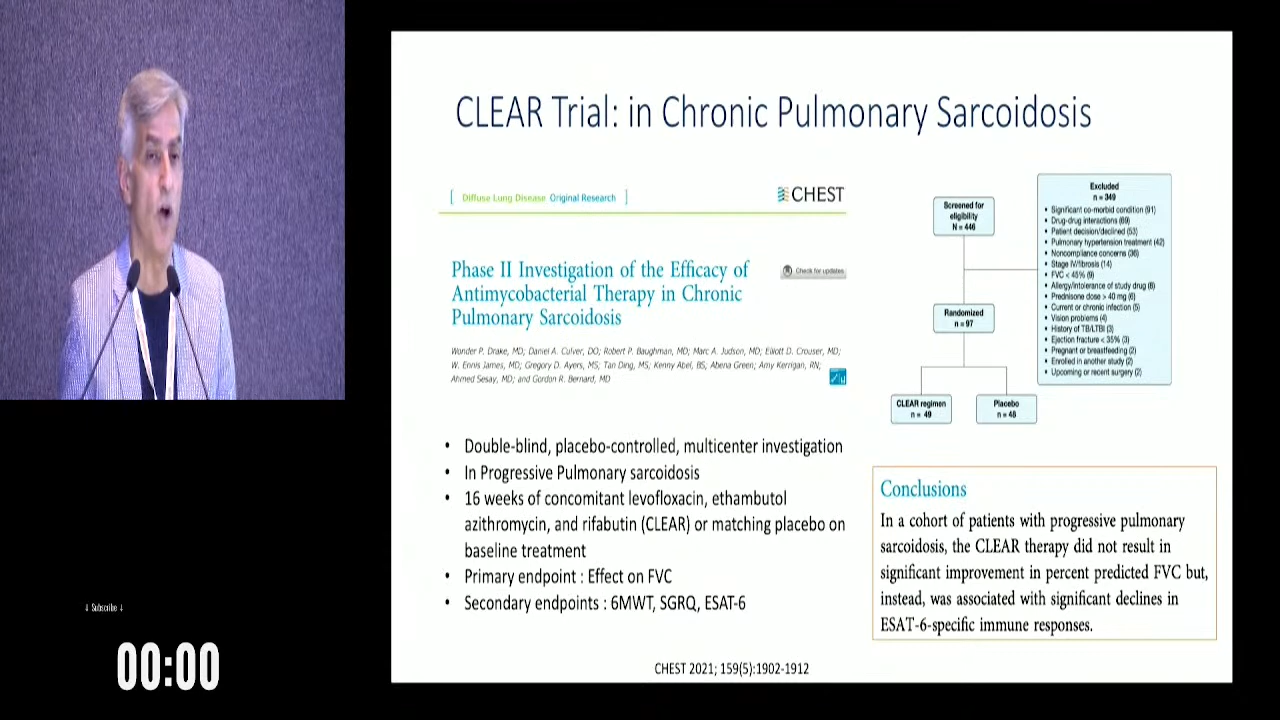 CLEAR Trial: in Chronic Pulmonary Sarcoidosis
[ Diffuse Lung Disease Original Research ]
CHEST
Phase II Investigation of the Efficacy of
Antimycobacterial Therapy in Chronic
Pulmonary Sarcoidosis
Check for updates
Wonder P. Drake, MD; Daniel A. Culver, DO; Robert P. Baughman, MD; Marc A. Judson, MD; Elliott D. Crouser, MD;
W. Ennis James, MD; Gregory D. Ayers, MS; Tan Ding, MS; Kenny Abel, BS; Abena Green; Amy Kerrigan, RN;
Ahmed Sesay, MD; and Gordon R. Bernard, MD
• Double-blind, placebo-controlled, multicenter investigation
• In Progressive Pulmonary sarcoidosis
• 16 weeks of concomitant levofloxacin, ethambutol
azithromycin, and rifabutin (CLEAR) or matching placebo on
baseline treatment
• Primary endpoint : Effect on FVC
• Secondary endpoints : 6MWT, SGRQ, ESAT-6
Screened for
eligibility
N = 446
Excluded
n = 349
• Significant co-morbid condition (91)
• Drug-drug interactions (69)
• Patient decision/declined (53)
• Pulmonary hypertension treatment (42)
• Noncompliance concerns (36)
• Stage IV/fibrosis (14)
• FVC < 45% (9)
• Allergy/intolerance of study drug (8)
• Prednisone dose > 40 mg (6)
• Current or chronic infection (5)
• Vision problems (4)
• History of TB/LTBI (3)
• Ejection fracture < 35% (3)
• Pregnant or breastfeeding (2)
• Enrolled in another study (2)
• Upcoming or recent surgery (2)
Randomized
n = 97
CLEAR regimen
n = 49
Placebo
n = 48
Conclusions
In a cohort of patients with progressive pulmonary
sarcoidosis, the CLEAR therapy did not result in
significant improvement in percent predicted FVC but,
instead, was associated with significant declines in
ESAT-6-specific immune responses.
CHEST 2021; 159(5):1902-1912
↓ Subscribe ↓
00:00